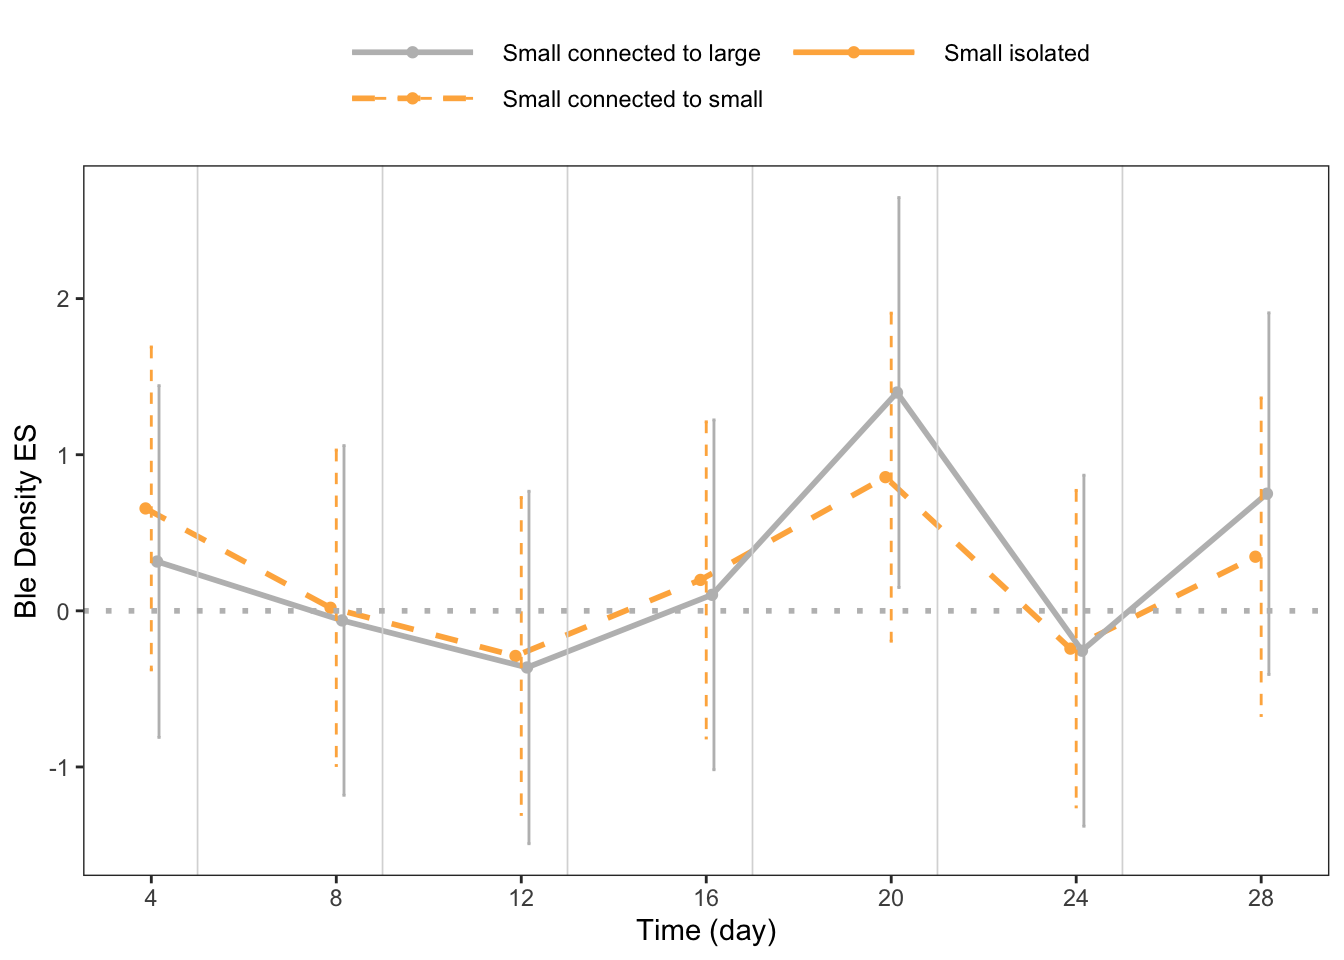 Small connected to large
Small isolated
Small connected to small
Ble Density ES
2
1
0
-1
4 8 12 16 20 24 28
Time (day)